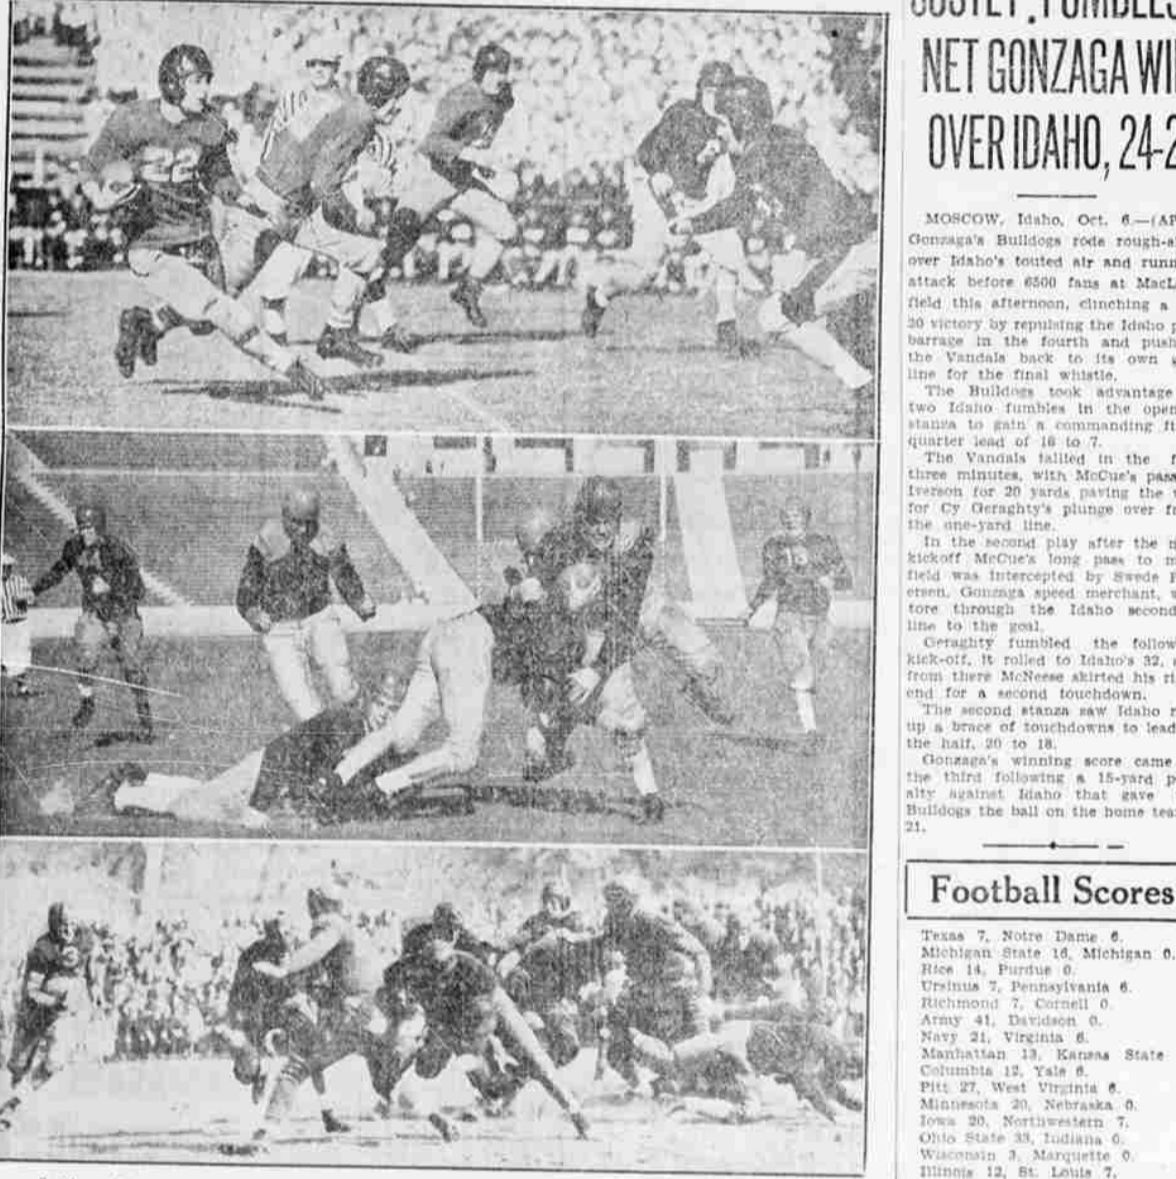 22
NET GONZAGA WI
OVER IDAHO, 24-2
MOSCOW, Idaho, Oct. 6.—(AP
Gonzaga's Bulldogs rode rough-
over Idaho's touted air and runn
attack before 6500 fans at MacL
field this afternoon, clinching a
20 victory by repulsing the Idaho
barrage in the fourth and push
the Vandals back to its own
line for the final whistle.
The Bulldogs took advantage
two Idaho fumbles in the ope
stanza to gain a commanding fi
quarter lead of 18 to 7.
The Vandals tallied in the f
three minutes, with McCue's pass
Iverson for 20 yards paving the
for Cy Geraghty's plunge over fr
the one-yard line.
In the second play after the
kickoff McCue's long pass to
field was intercepted by Swede
ersen, Gonzaga speed merchant,
tore through the Idaho second
line to the goal.
Geraghty fumbled the follow
kick-off, it rolled to Idaho's 32,
from there McNeese skirted his ri
end for a second touchdown.
The second stanza saw Idaho
up a brace of touchdowns to lead
the half, 20 to 18.
Gonzaga's winning score came
the third following a 15-yard p
alty against Idaho that gave
Bulldogs the ball on the home tea
21.
Football Scores
Texas 7, Notre Dame 6.
Michigan State 16, Michigan 0.
Rice 14, Purdue 0.
Ursinus 7, Pennsylvania 6.
Richmond 7, Cornell 0.
Army 41, Davidson 0.
Navy 21, Virginia 6.
Manhattan 13, Kansas State
Columbia 12, Yale 6.
Pitt 27, West Virginia 6.
Minnesota 20, Nebraska 0.
Iowa 20, Northwestern 7.
Ohio State 33, Indiana 0.
Wisconsin 3, Marquette 0.
Illinois 12, St. Louis 7.